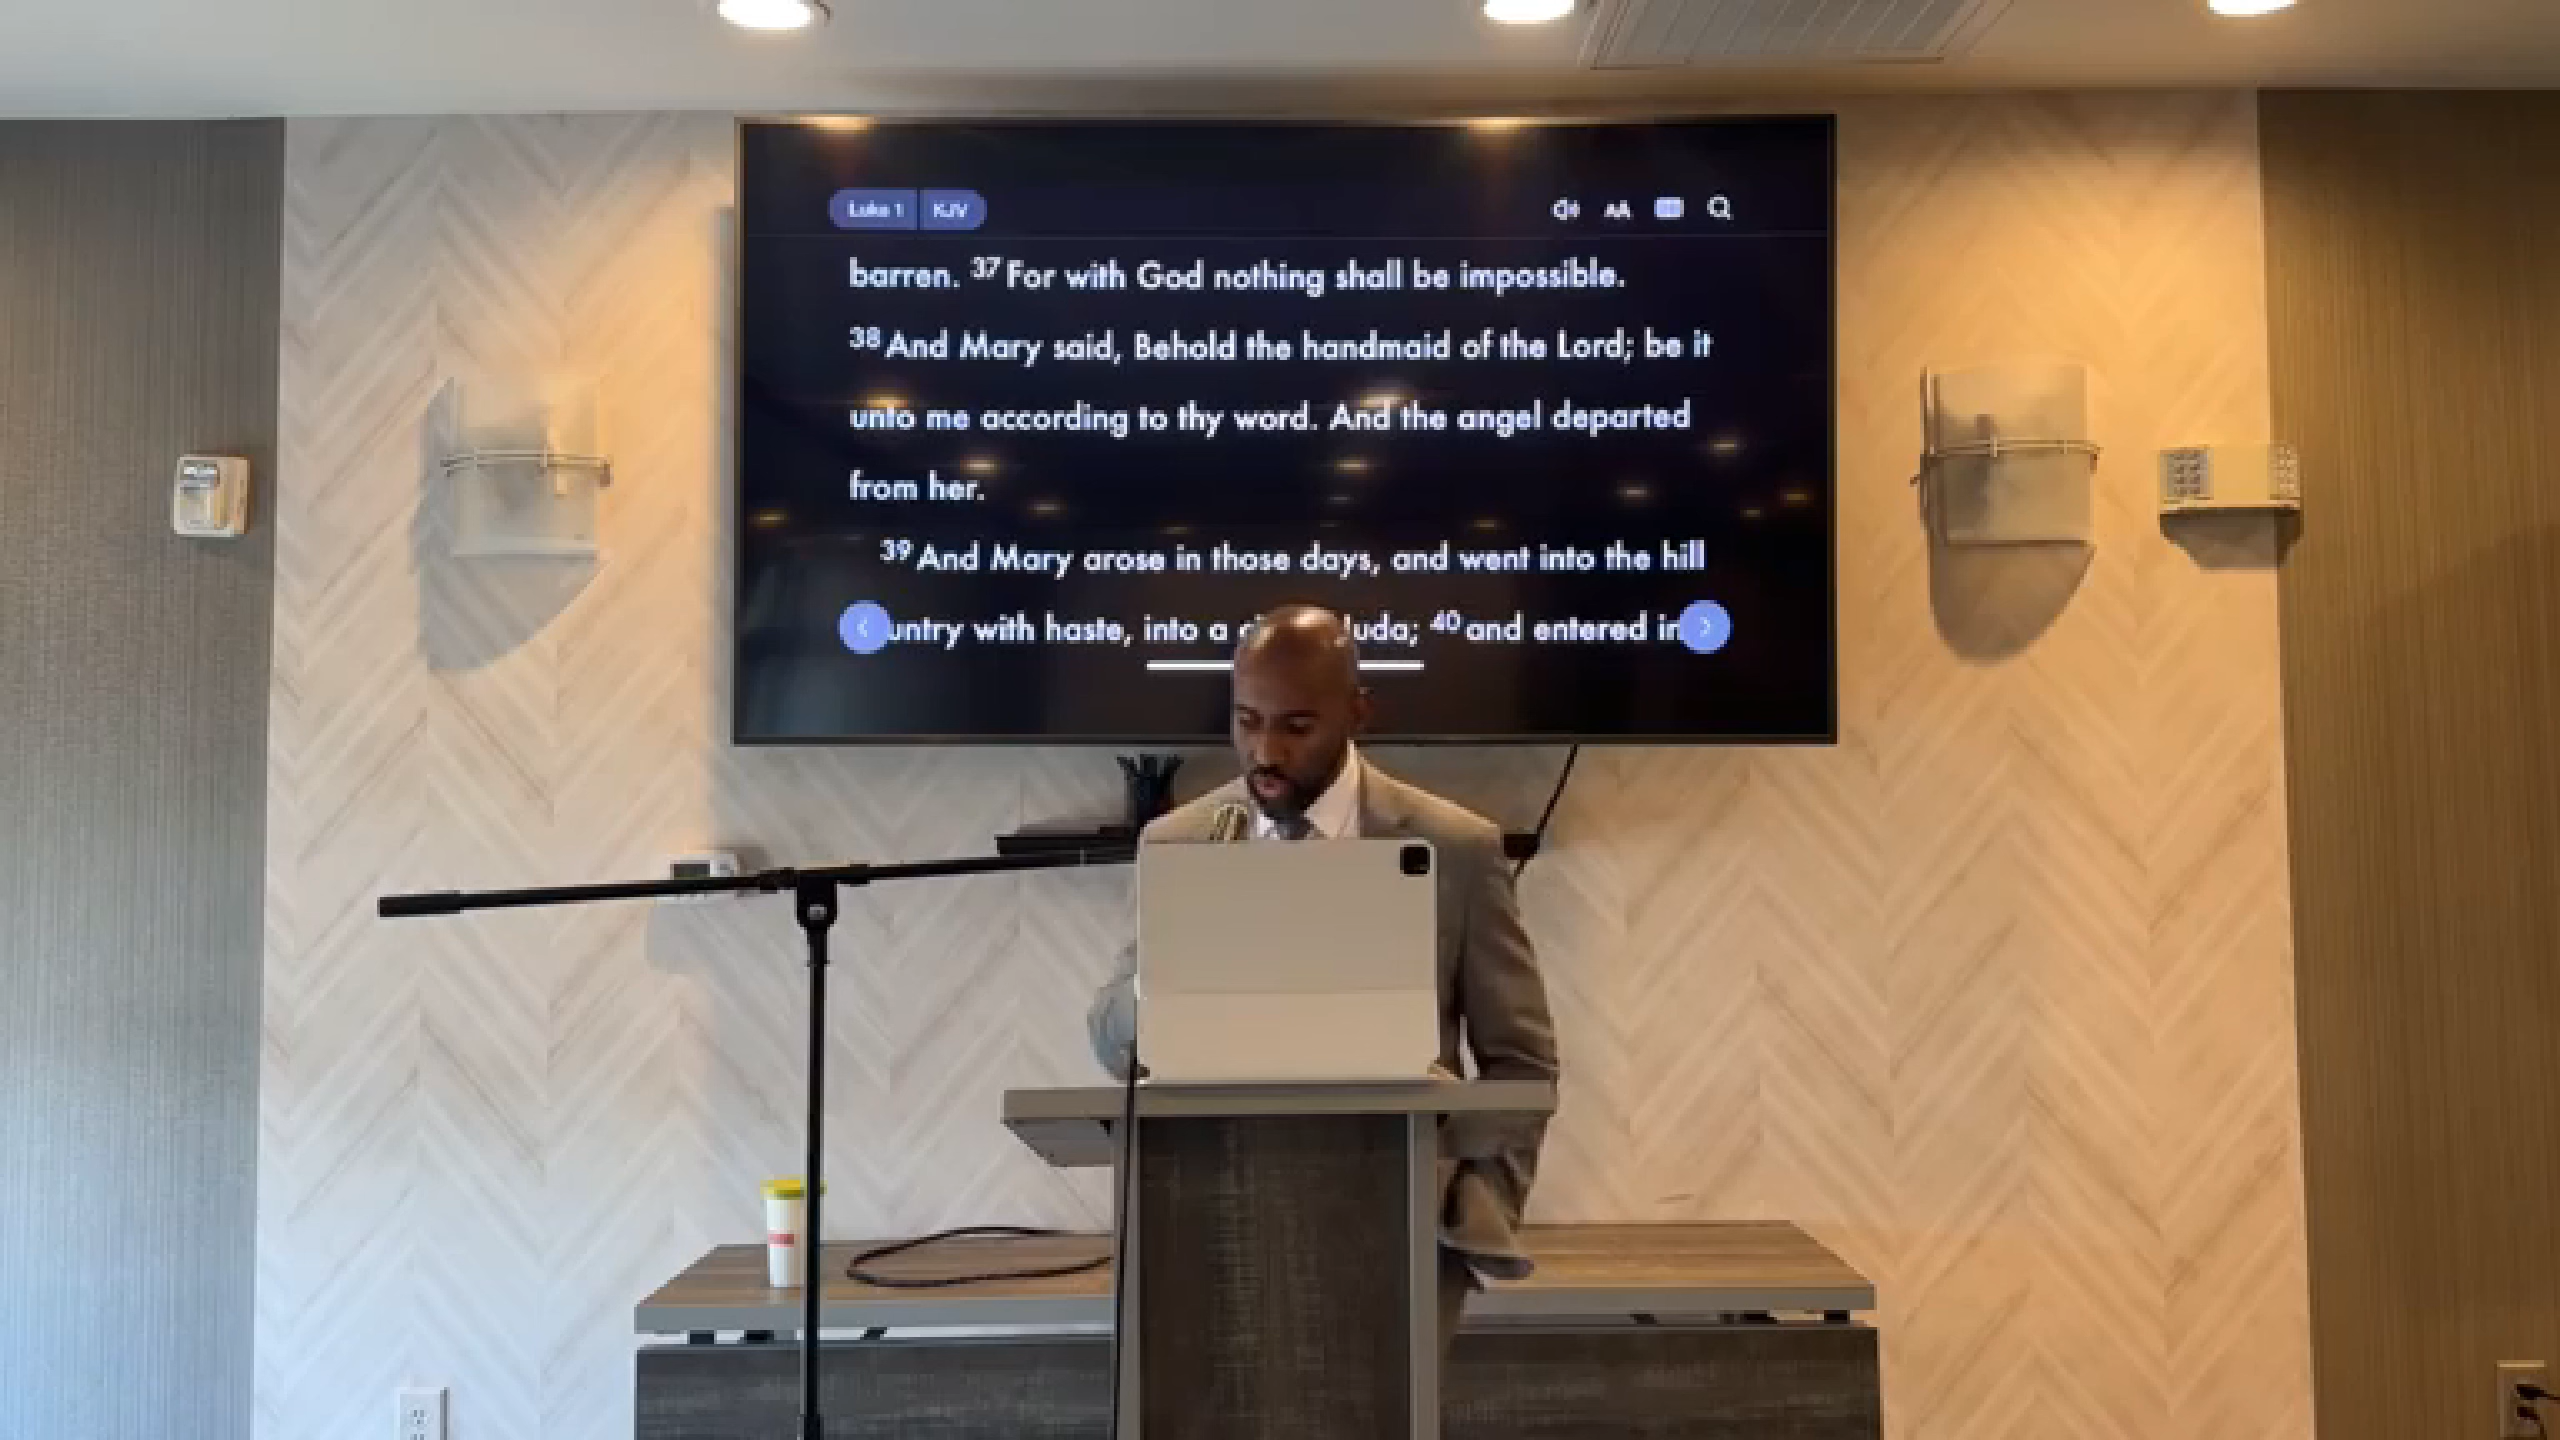 Luke 1 KJV AA
barren. 37 For with God nothing shall be impossible.
38 And Mary said, Behold the handmaid of the Lord; be it
unto me according to thy word. And the angel departed
from her.
39 And Mary arose in those days, and went into the hill
untry with haste, into a uda; 40 and entered in